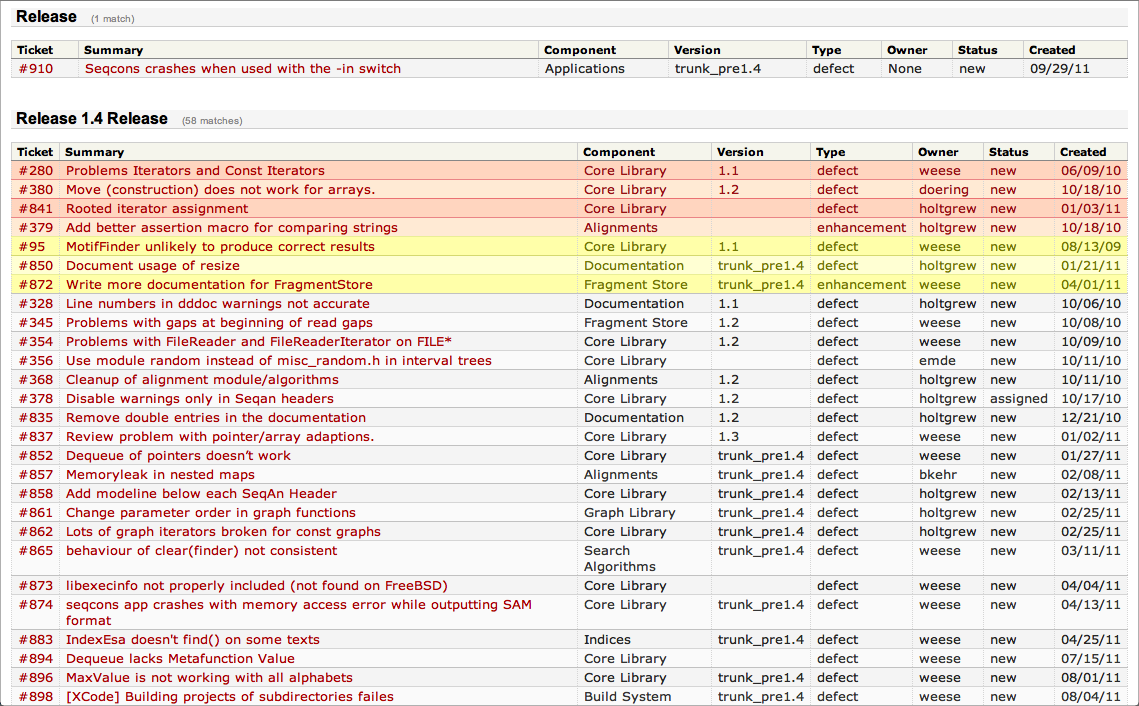 Release (1 match)
Ticket Summary Component Version Type Owner Status Created
#910 Seqcons crashes when used with the -in switch Applications trunk_pre1.4 defect None new 09/29/11
Release 1.4 Release (58 matches)
Ticket Summary Component Version Type Owner Status Created
#280 Problems Iterators and Const Iterators Core Library 1.1 defect weese new 06/09/10
#380 Move (construction) does not work for arrays. Core Library 1.2 defect doering new 10/18/10
#841 Rooted iterator assignment Core Library defect holtgrew new 01/03/11
#379 Add better assertion macro for comparing strings Alignments enhancement holtgrew new 10/18/10
#95 MotifFinder unlikely to produce correct results Core Library 1.1 defect weese new 08/13/09
#850 Document usage of resize Documentation trunk_pre1.4 defect holtgrew new 01/21/11
#872 Write more documentation for FragmentStore Fragment Store trunk_pre1.4 enhancement weese new 04/01/11
#328 Line numbers in dddoc warnings not accurate Documentation 1.1 defect holtgrew new 10/06/10
#345 Problems with gaps at beginning of read gaps Fragment Store 1.2 defect weese new 10/08/10
#354 Problems with FileReader and FileReaderIterator on FILE* Core Library 1.2 defect weese new 10/09/10
#356 Use module random instead of misc_random.h in interval trees Core Library defect emde new 10/11/10
#368 Cleanup of alignment module/algorithms Alignments 1.2 defect holtgrew new 10/11/10
#378 Disable warnings only in Seqan headers Core Library 1.2 defect holtgrew assigned 10/17/10
#835 Remove double entries in the documentation Documentation 1.2 defect holtgrew new 12/21/10
#837 Review problem with pointer/array adaptions. Core Library 1.3 defect weese new 01/02/11
#852 Dequeue of pointers doesn't work Core Library trunk_pre1.4 defect weese new 01/27/11
#857 Memoryleak in nested maps Alignments trunk_pre1.4 defect bkehr new 02/08/11
#858 Add modeline below each SeqAn Header Core Library trunk_pre1.4 defect holtgrew new 02/13/11
#861 Change parameter order in graph functions Graph Library trunk_pre1.4 defect holtgrew new 02/25/11
#862 Lots of graph iterators broken for const graphs Core Library trunk_pre1.4 defect holtgrew new 02/25/11
#865 behaviour of clear(finder) not consistent Search trunk_pre1.4 defect weese new 03/11/11
Algorithms
#873 libexecinfo not properly included (not found on FreeBSD) Core Library defect weese new 04/04/11
#874 seqcons app crashes with memory access error while outputting SAM Core Library trunk_pre1.4 defect weese new 04/13/11
format
#883 IndexEsa doesn't find() on some texts Indices trunk_pre1.4 defect weese new 04/25/11
#894 Dequeue lacks Metafunction Value Core Library defect weese new 07/15/11
#896 MaxValue is not working with all alphabets Core Library trunk_pre1.4 defect weese new 08/01/11
#898 [XCode] Building projects of subdirectories failes Build System trunk_pre1.4 defect weese new 08/04/11